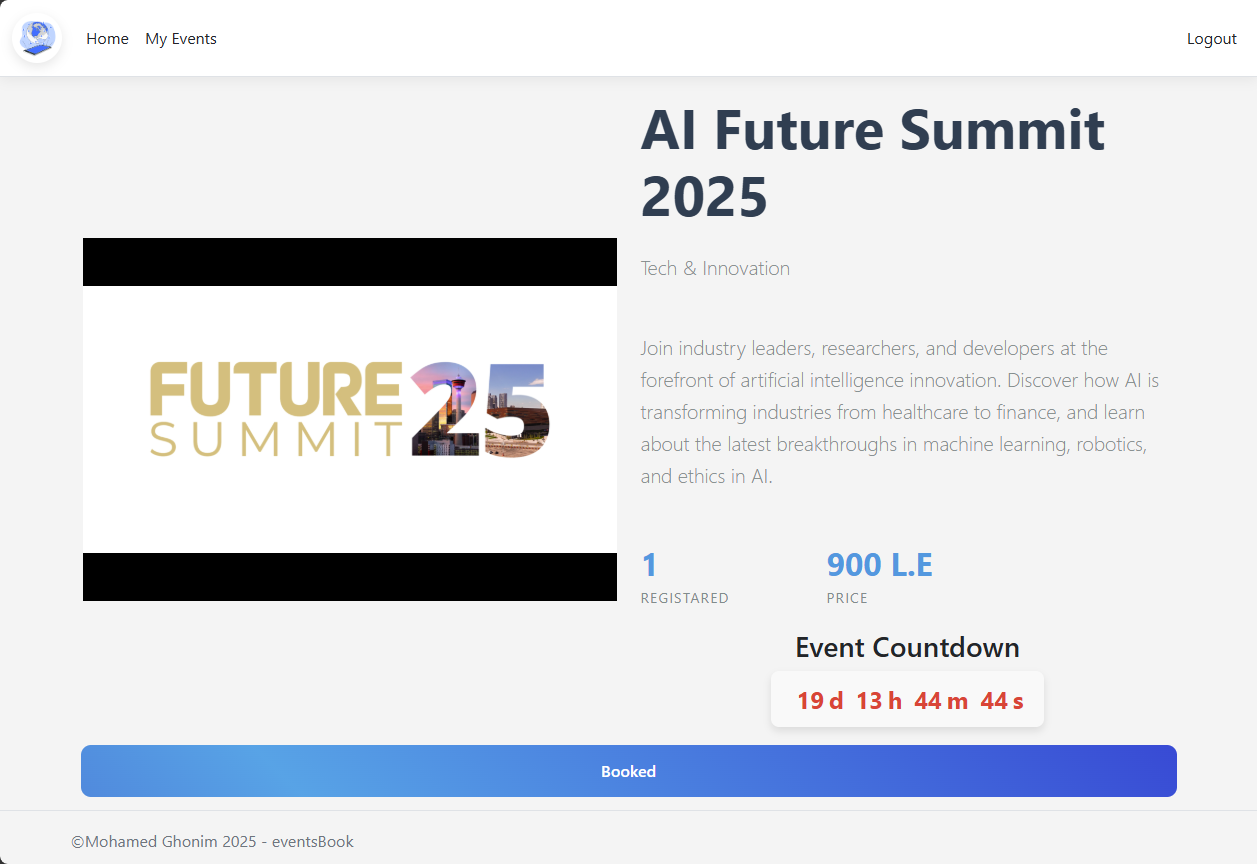 Home My Events Logout
AI Future Summit
2025
Tech & Innovation
FUTURE 25
SUMMIT
Join industry leaders, researchers, and developers at the
forefront of artificial intelligence innovation. Discover how AI is
transforming industries from healthcare to finance, and learn
about the latest breakthroughs in machine learning, robotics,
and ethics in AI.
1 900 L.E
REGISTARED PRICE
Event Countdown
19 d 13 h 44 m 44 s
Booked
©Mohamed Ghonim 2025 - eventsBook